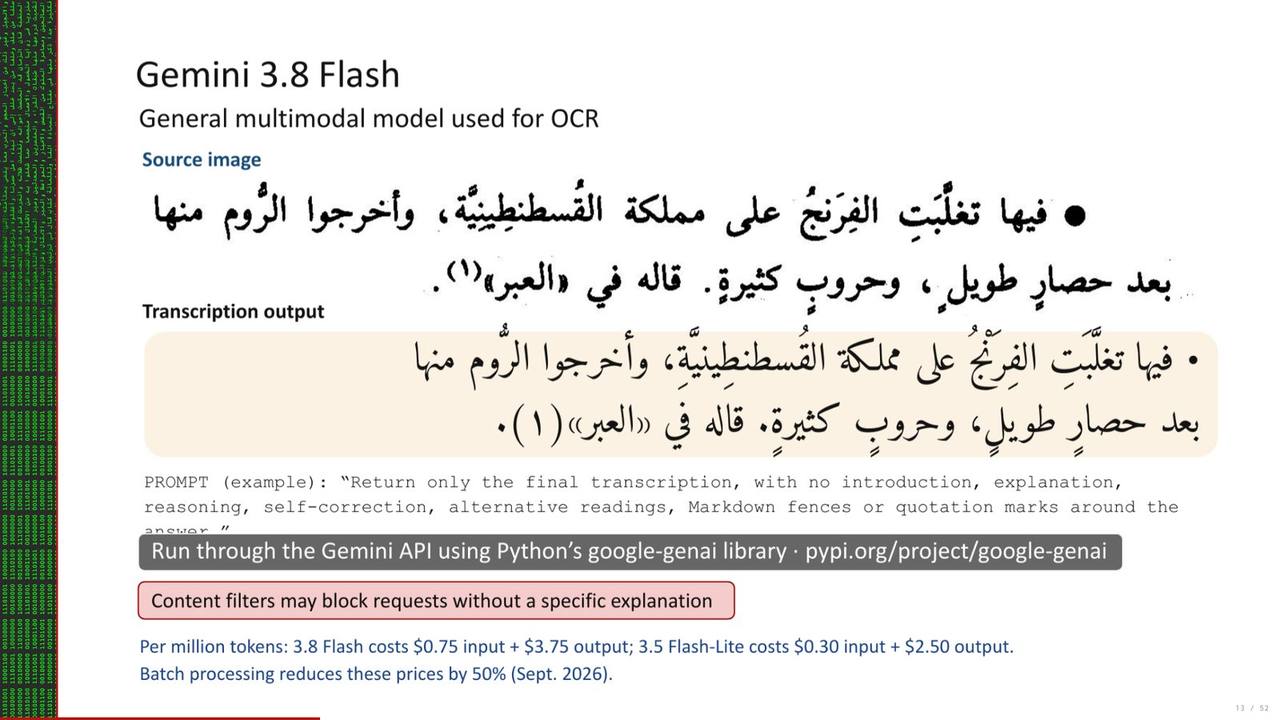 Gemini 3.8 Flash
General multimodal model used for OCR
Source image
● فيها تغلَّبَتِ الفِرَنجُ على مملكة القُسطنطِينِيَّة، وأخرجوا الرُّوم منها
بعد حصارٍ طويلٍ، وحروبٍ كثيرةٍ. قاله في «العبر»(١).
Transcription output
• فيها تغلَّبَتِ الفِرَنْجُ على مملكة القُسطنطِينيَّةِ، وأخرجوا الرُّوم منها
بعد حصارٍ طويلٍ، وحروبٍ كثيرةٍ. قاله في «العبر»(١).
PROMPT (example): “Return only the final transcription, with no introduction, explanation,
reasoning, self-correction, alternative readings, Markdown fences or quotation marks around the
answer.”
Run through the Gemini API using Python’s google-genai library · pypi.org/project/google-genai
Content filters may block requests without a specific explanation
Per million tokens: 3.8 Flash costs $0.75 input + $3.75 output; 3.5 Flash-Lite costs $0.30 input + $2.50 output.
Batch processing reduces these prices by 50% (Sept. 2026).
13 / 52